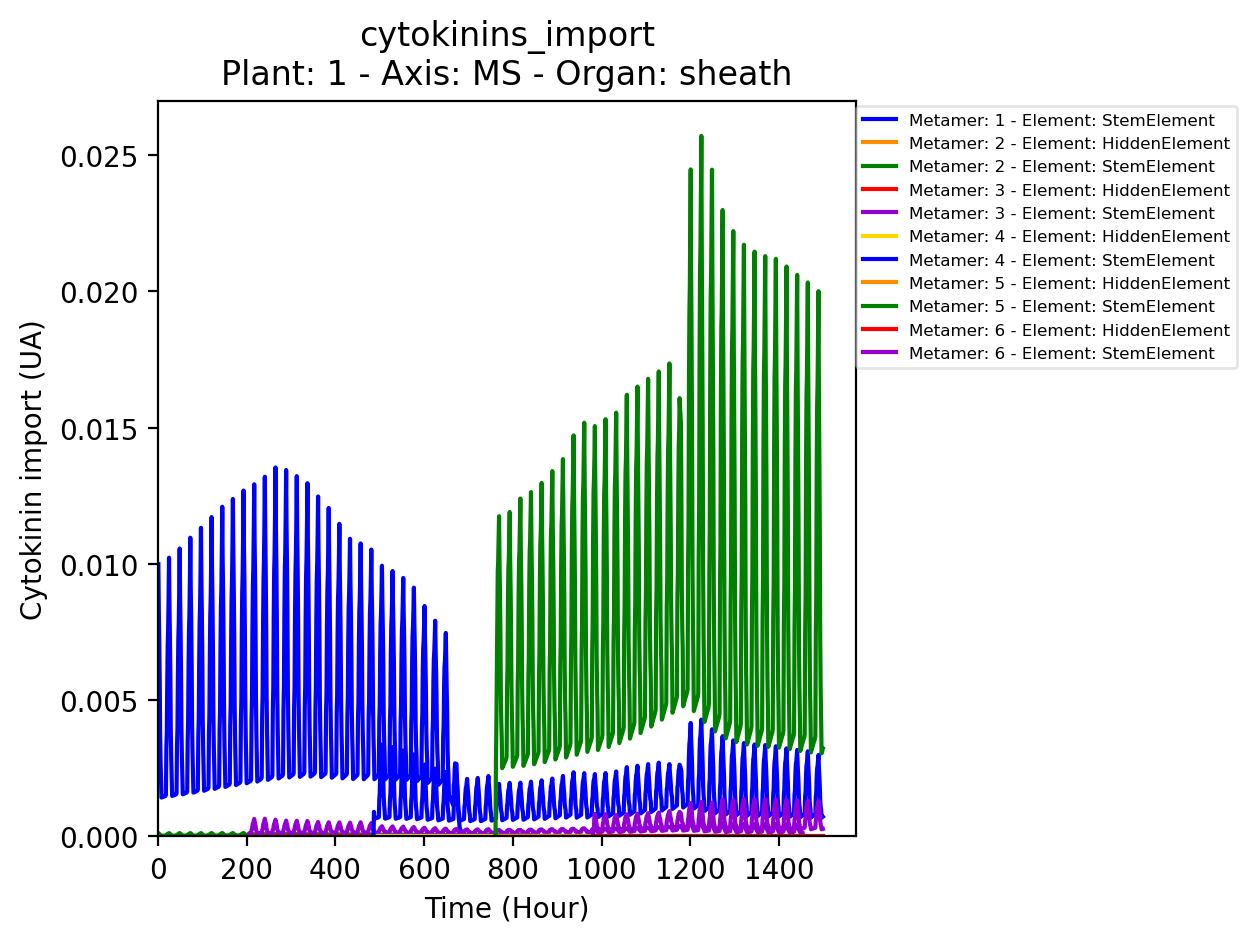 cytokinins_import
Plant: 1 - Axis: MS - Organ: sheath
Metamer: 1 - Element: StemElement
Metamer: 2 - Element: HiddenElement
Metamer: 2 - Element: StemElement
Metamer: 3 - Element: HiddenElement
Metamer: 3 - Element: StemElement
Metamer: 4 - Element: HiddenElement
Metamer: 4 - Element: StemElement
Metamer: 5 - Element: HiddenElement
Metamer: 5 - Element: StemElement
Metamer: 6 - Element: HiddenElement
Metamer: 6 - Element: StemElement
Cytokinin import (UA)
0.025
0.020
0.015
0.010
0.005
0.000
0 200 400 600 800 1000 1200 1400
Time (Hour)